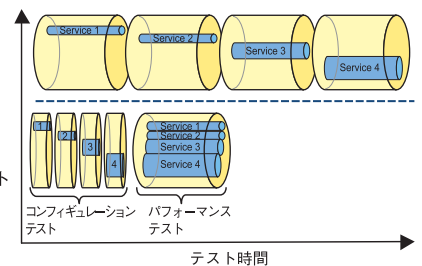 Service 1
Service 2
Service 3
Service 4
1
2
3
4
Service 1
Service 2
Service 3
Service 4
ト
コンフィギュレーション
テスト
パフォーマンス
テスト
テスト時間